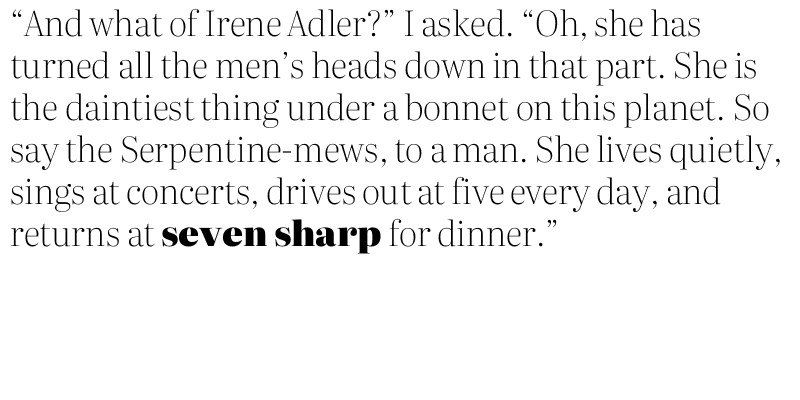 “And what of Irene Adler?” I asked. “Oh, she has
turned all the men’s heads down in that part. She is
the daintiest thing under a bonnet on this planet. So
say the Serpentine-mews, to a man. She lives quietly,
sings at concerts, drives out at five every day, and
returns at seven sharp for dinner.”